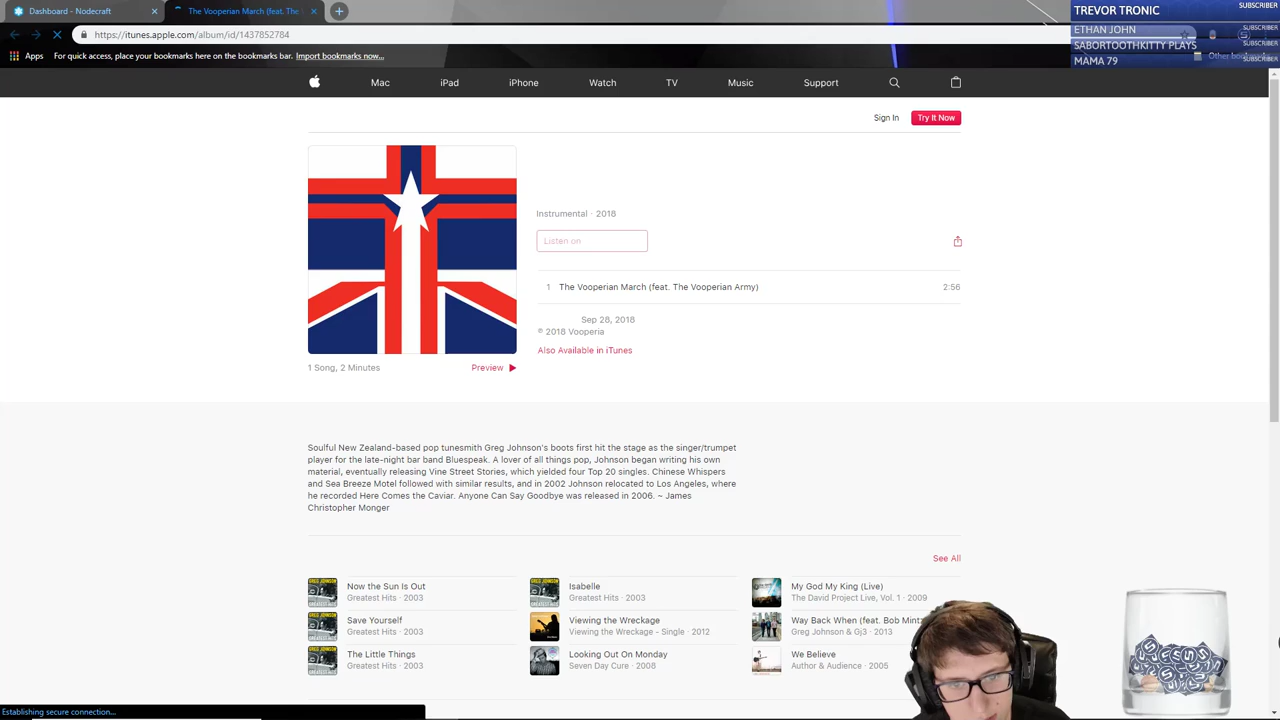 Dashboard - Nodecraft
The Vooperian March (feat. The
https://itunes.apple.com/album/id/1437852784
Apps
For quick access, place your bookmarks here on the bookmarks bar. Import bookmarks now...
Other bookmarks
TREVOR TRONIC SUBSCRIBER
ETHAN JOHN SUBSCRIBER
SABORTOOTHKITTY PLAYS SUBSCRIBER
MAMA 79 SUBSCRIBER
Mac iPad iPhone Watch TV Music Support
Sign In Try It Now
Instrumental · 2018
Listen on
1 The Vooperian March (feat. The Vooperian Army) 2:56
Sep 28, 2018
℗ 2018 Vooperia
Also Available in iTunes
1 Song, 2 Minutes Preview
Soulful New Zealand-based pop tunesmith Greg Johnson's boots first hit the stage as the singer/trumpet
player for the late-night bar band Bluespeak. A lover of all things pop, Johnson began writing his own
material, eventually releasing Vine Street Stories, which yielded four Top 20 singles. Chinese Whispers
and Sea Breeze Motel followed with similar results, and in 2002 Johnson relocated to Los Angeles, where
he recorded Here Comes the Caviar. Anyone Can Say Goodbye was released in 2006. ~ James
Christopher Monger
See All
Now the Sun Is Out
Greatest Hits · 2003
Isabelle
Greatest Hits · 2003
My God My King (Live)
The David Project Live, Vol. 1 · 2009
Save Yourself
Greatest Hits · 2003
Viewing the Wreckage
Viewing the Wreckage - Single · 2012
Way Back When (feat. Bob Mintz
Greg Johnson & Gj3 · 2013
The Little Things
Greatest Hits · 2003
Looking Out On Monday
Seven Day Cure · 2008
We Believe
Author & Audience · 2005
Establishing secure connection...